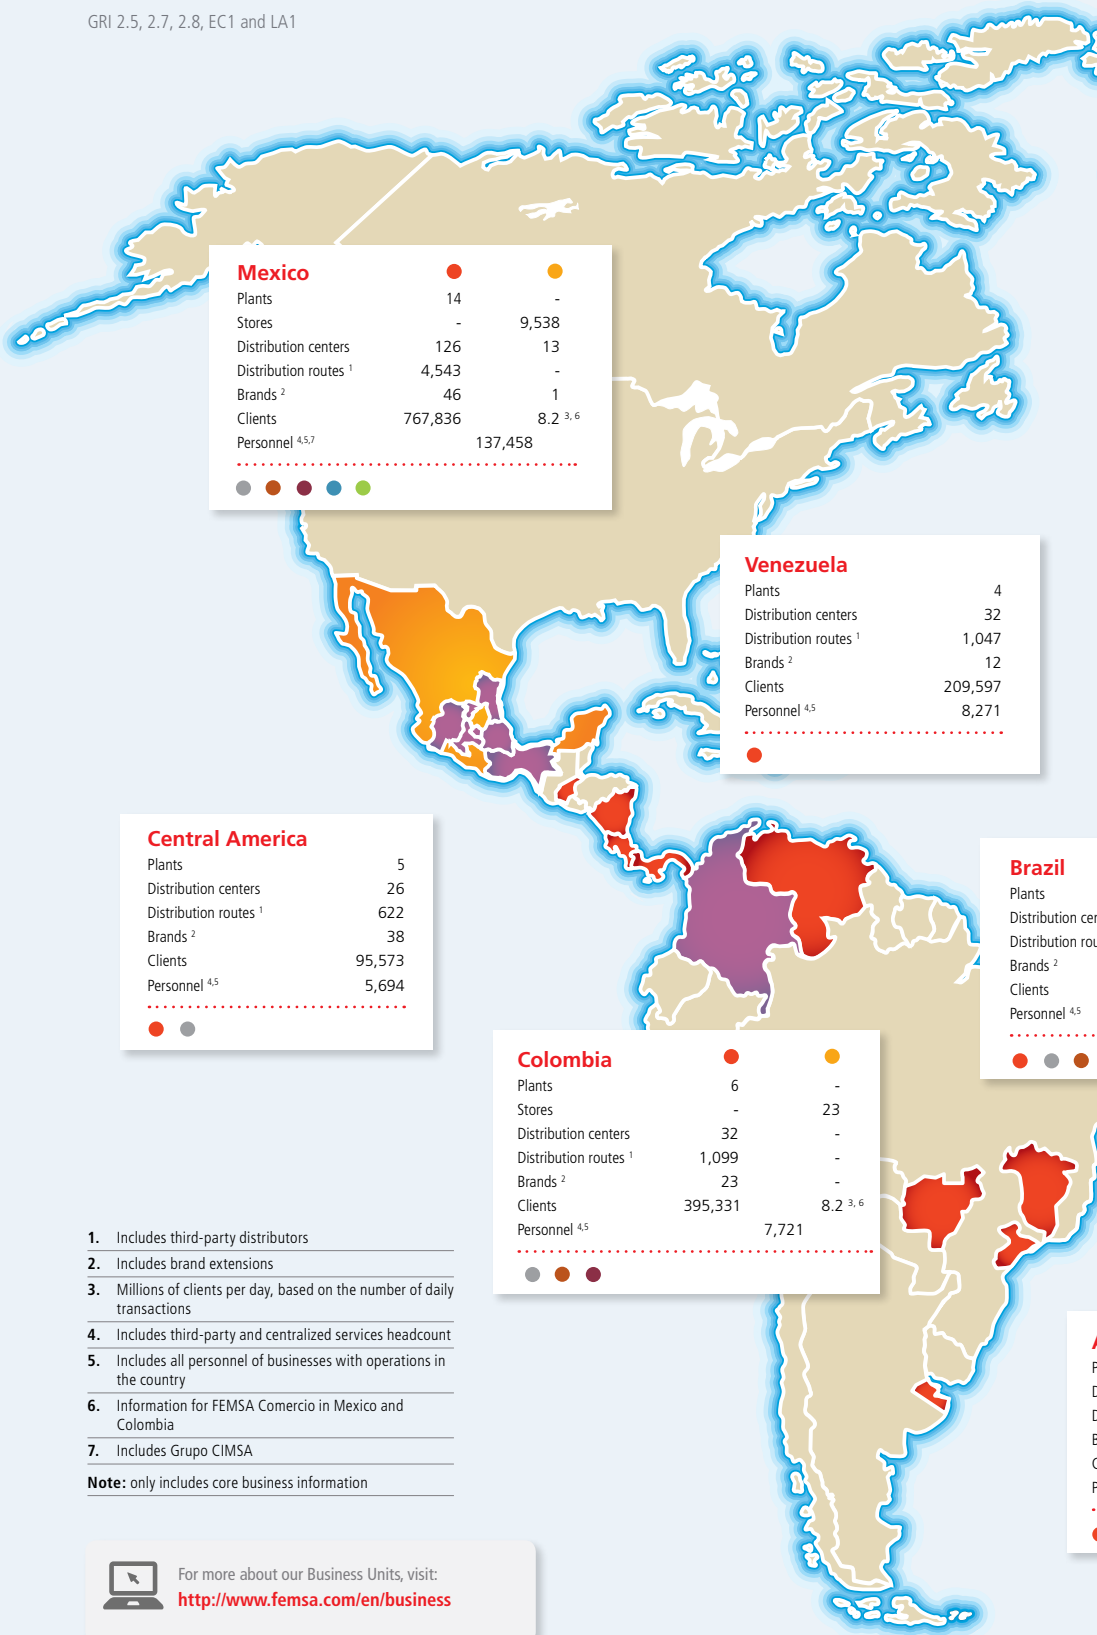 GRI 2.5, 2.7, 2.8, EC1 and LA1
Mexico
Plants 14 -
Stores - 9,538
Distribution centers 126 13
Distribution routes 1 4,543 -
Brands 2 46 1
Clients 767,836 8.2 3, 6
Personnel 4,5,7 137,458
Venezuela
Plants 4
Distribution centers 32
Distribution routes 1 1,047
Brands 2 12
Clients 209,597
Personnel 4,5 8,271
Central America
Plants 5
Distribution centers 26
Distribution routes 1 622
Brands 2 38
Clients 95,573
Personnel 4,5 5,694
Brazil
Plants
Distribution
Distribution
Brands 2
Clients
Personnel 4,5
Colombia
Plants 6 -
Stores - 23
Distribution centers 32 -
Distribution routes 1 1,099 -
Brands 2 23 -
Clients 395,331 8.2 3, 6
Personnel 4,5 7,721
1. Includes third-party distributors
2. Includes brand extensions
3. Millions of clients per day, based on the number of daily
transactions
4. Includes third-party and centralized services headcount
5. Includes all personnel of businesses with operations in
the country
6. Information for FEMSA Comercio in Mexico and
Colombia
7. Includes Grupo CIMSA
Note: only includes core business information
For more about our Business Units, visit:
http://www.femsa.com/en/business